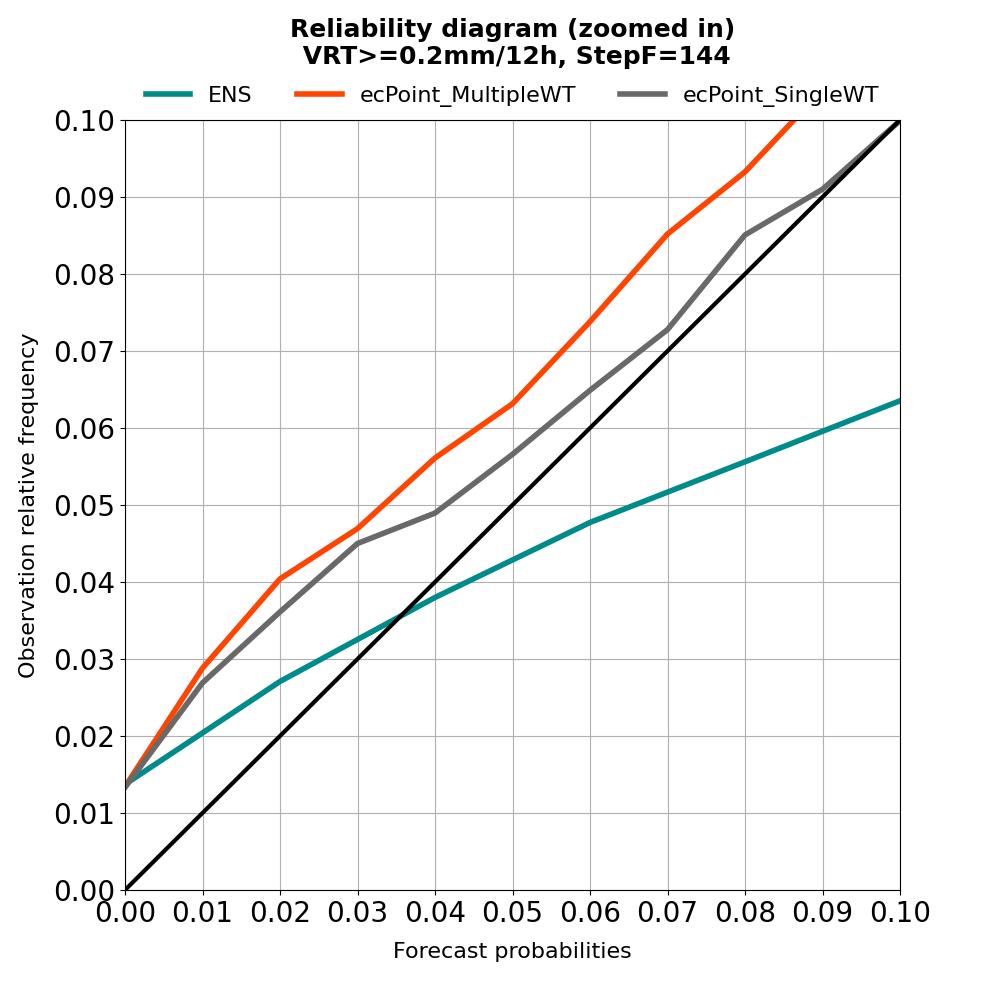 Reliability diagram (zoomed in)
VRT>=0.2mm/12h, StepF=144
ENS ecPoint_MultipleWT ecPoint_SingleWT
0.10
0.09
0.08
0.07
0.06
0.05
0.04
0.03
0.02
0.01
0.00
Observation relative frequency
0.00 0.01 0.02 0.03 0.04 0.05 0.06 0.07 0.08 0.09 0.10
Forecast probabilities